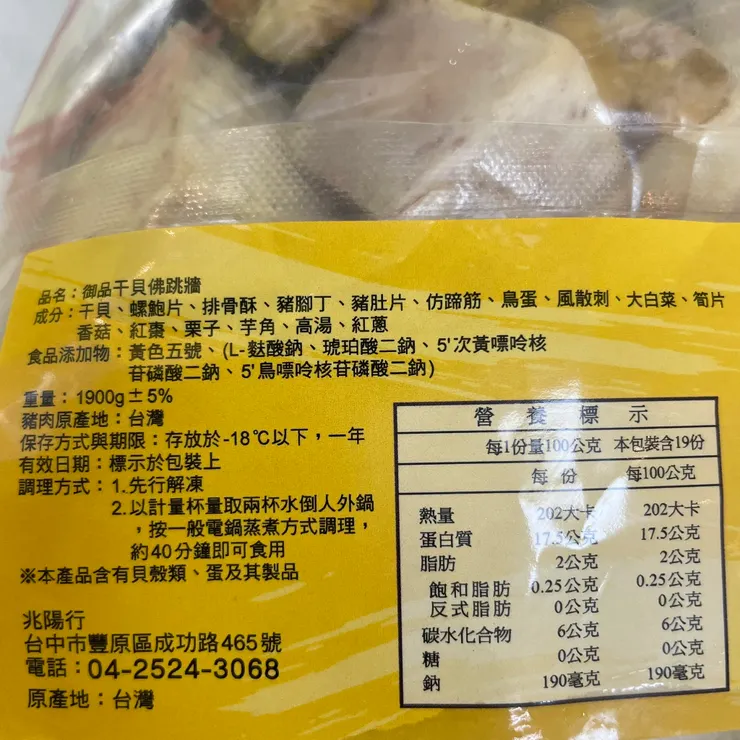 品名：御品干貝佛跳牆
成分：干貝、螺鮑片、排骨酥、豬腳丁、豬肚片、仿蹄筋、鳥蛋、風散刺、大白菜、筍片
香菇、紅棗、栗子、芋角、高湯、紅蔥
食品添加物：黃色五號、(L-麩酸鈉、琥珀酸二鈉、5'次黃嘌呤核
苷磷酸二鈉、5'鳥嘌呤核苷磷酸二鈉)
重量：1900g±5%
豬肉原產地：台灣
保存方式與期限：存放於-18℃以下，一年
有效日期：標示於包裝上
調理方式：1.先行解凍
2.以計量杯量取兩杯水倒人外鍋
，按一般電鍋蒸煮方式調理，
約40分鐘即可食用
※本產品含有貝殼類、蛋及其製品
兆陽行
台中市豐原區成功路465號
電話：04-2524-3068
原產地：台灣
營養標示
每1份量100公克 本包裝含19份
每份 每100公克
熱量 202大卡 202大卡
蛋白質 17.5公克 17.5公克
脂肪 2公克 2公克
飽和脂肪 0.25公克 0.25公克
反式脂肪 0公克 0公克
碳水化合物 6公克 6公克
糖 0公克 0公克
鈉 190毫克 190毫克